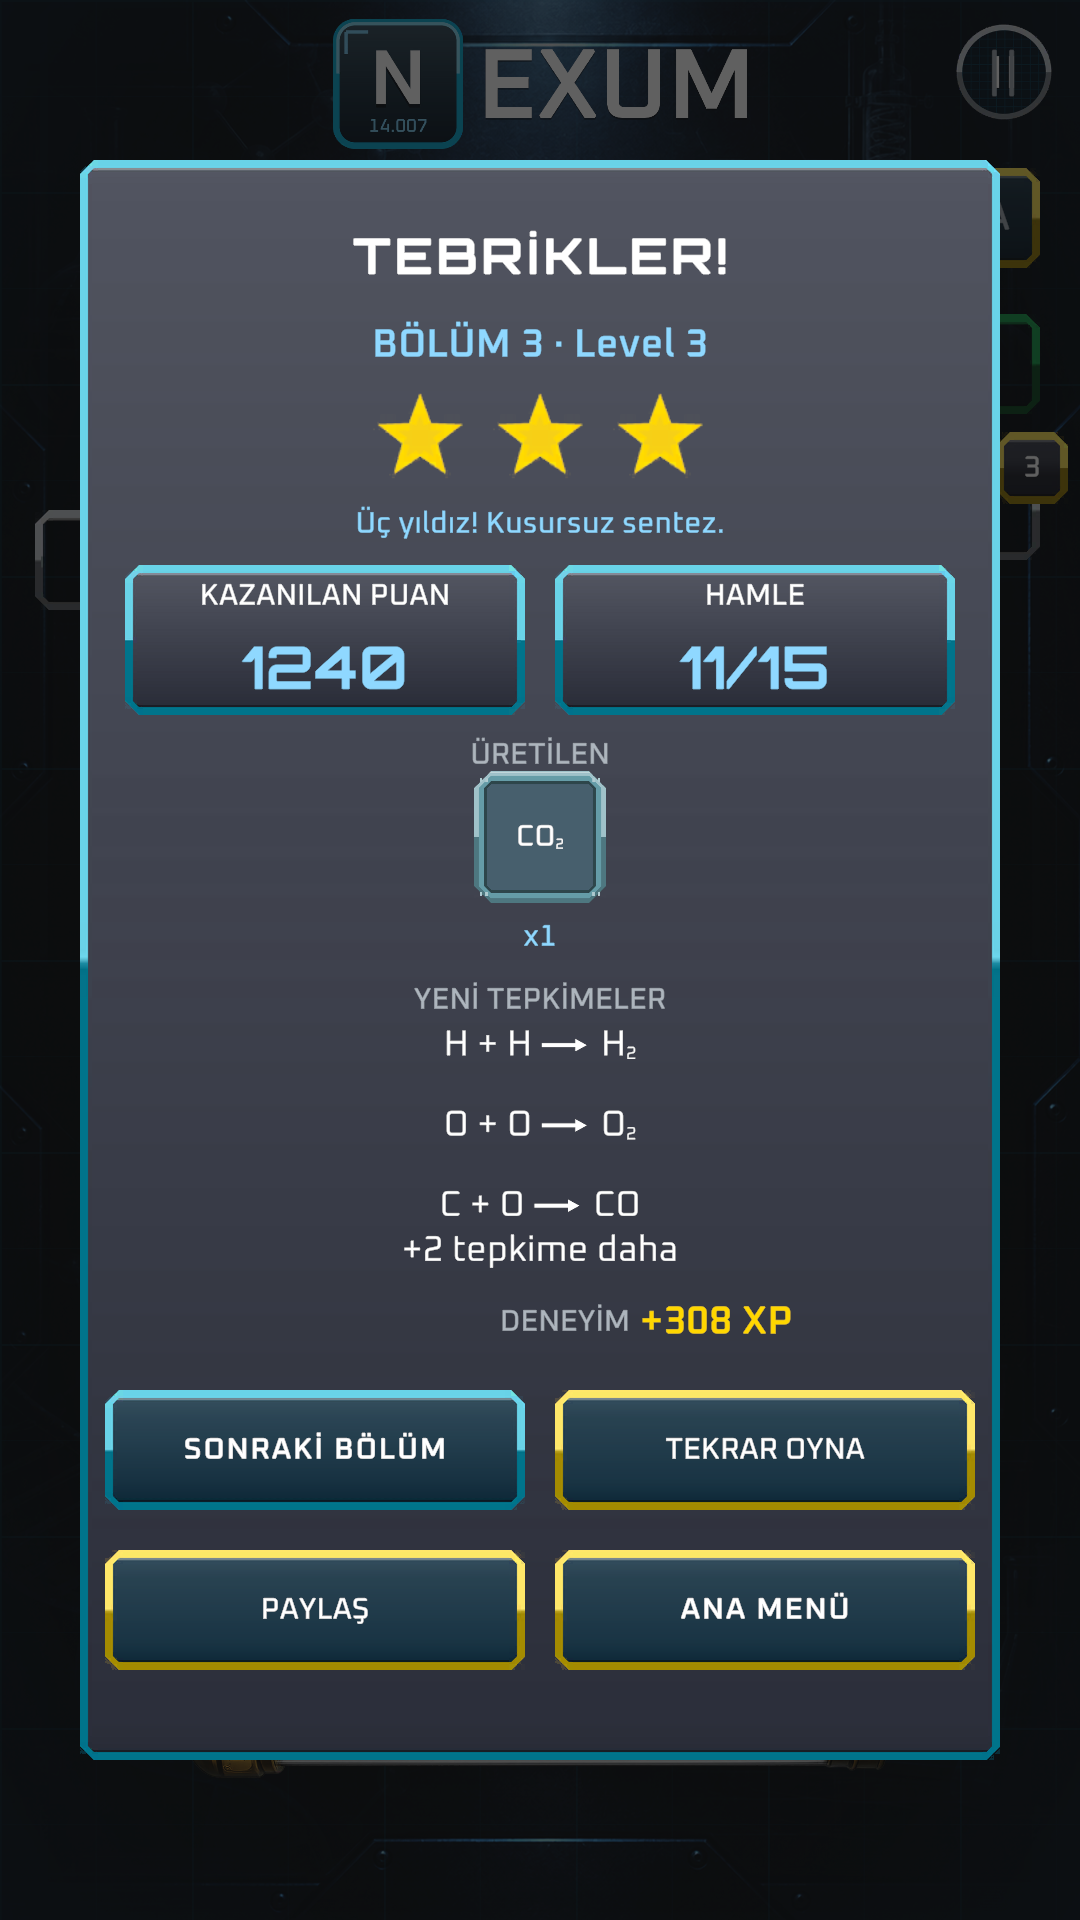 N EXUM
14.007
A
TEBRİKLER!
BÖLÜM 3 · Level 3
3
Üç yıldız! Kusursuz sentez.
KAZANILAN PUAN
1240
HAMLE
11/15
ÜRETİLEN
CO₂
x1
YENİ TEPKİMELER
H + H ⟶ H₂
O + O ⟶ O₂
C + O ⟶ CO
+2 tepkime daha
DENEYİM +308 XP
SONRAKİ BÖLÜM
TEKRAR OYNA
PAYLAŞ
ANA MENÜ